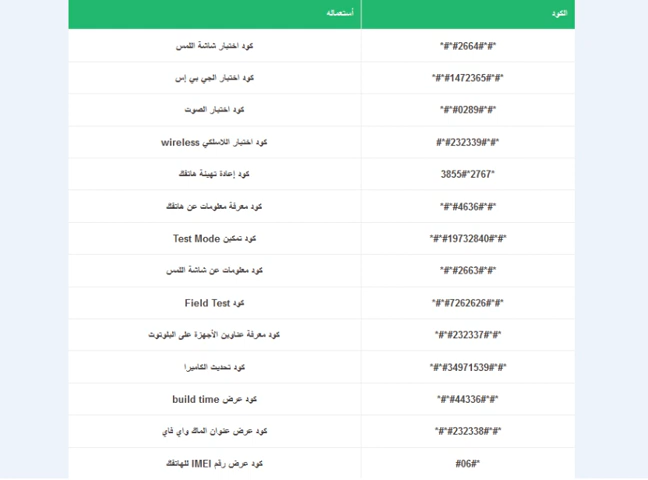 الكود أستعماله
*#*#2664#*#* كود اختبار شاشة اللمس
*#*#1472365#*#* كود اختبار الجي بي إس
*#*#0289#*#* كود اختبار الصوت
*#*#232339#*# كود اختبار اللاسلكي wireless
*2767*3855# كود إعادة تهيئة هاتفك
*#*#4636#*#* كود معرفة معلومات عن هاتفك
*#*#19732840#*#* كود تمكين Test Mode
*#*#2663#*#* كود معلومات عن شاشة اللمس
*#*#7262626#*#* كود Field Test
*#*#232337#*#* كود معرفة عناوين الأجهزة على البلوتوث
*#*#34971539#*#* كود تحديث الكاميرا
*#*#44336#*#* كود عرض build time
*#*#232338#*#* كود عرض عنوان الماك واي فاي
*#06# كود عرض رقم IMEI للهاتفك